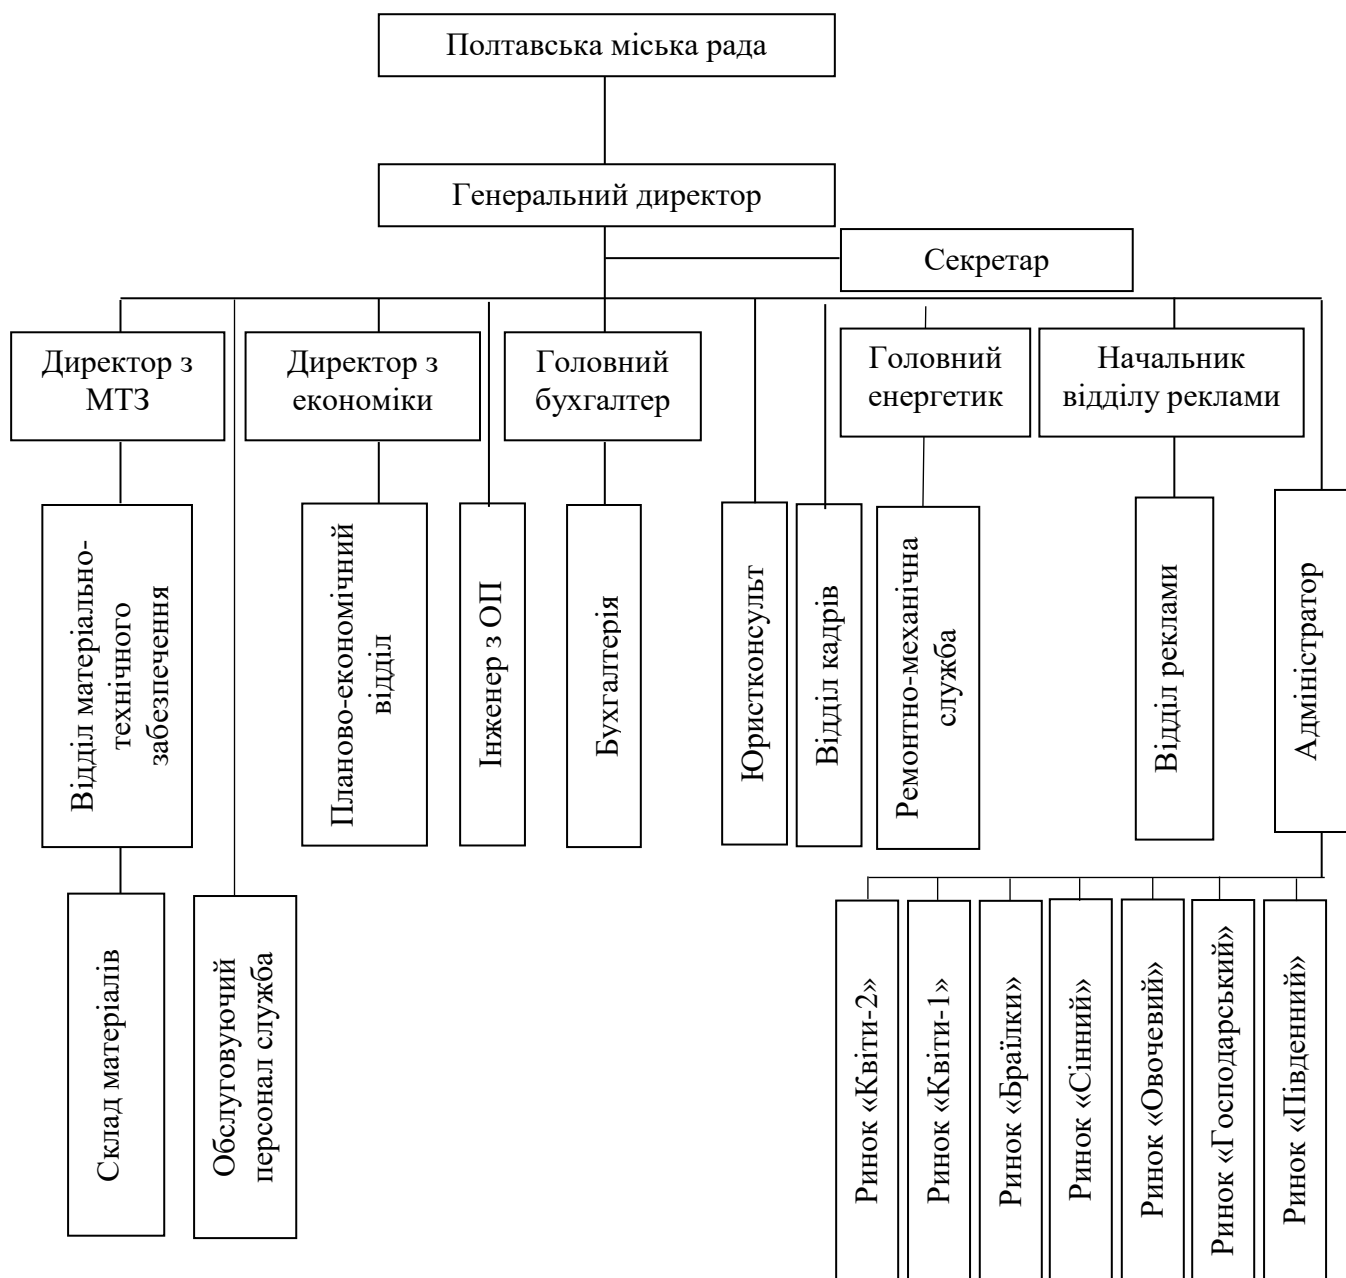 Полтавська міська рада
Генеральний директор
Секретар
Директор з
МТЗ
Директор з
економіки
Головний
бухгалтер
Головний
енергетик
Начальник
відділу реклами
Відділ матеріально-
технічного
забезпечення
Планово-економічний
відділ
Інженер з ОП
Бухгалтерія
Юристконсульт
Відділ кадрів
Ремонтно-механічна
служба
Відділ реклами
Адміністратор
Склад матеріалів
Обслуговуючий
персонал служба
Ринок «Квіти-2»
Ринок «Квіти-1»
Ринок «Браїлки»
Ринок «Сінний»
Ринок «Овочевий»
Ринок «Господарський»
Ринок «Південний»